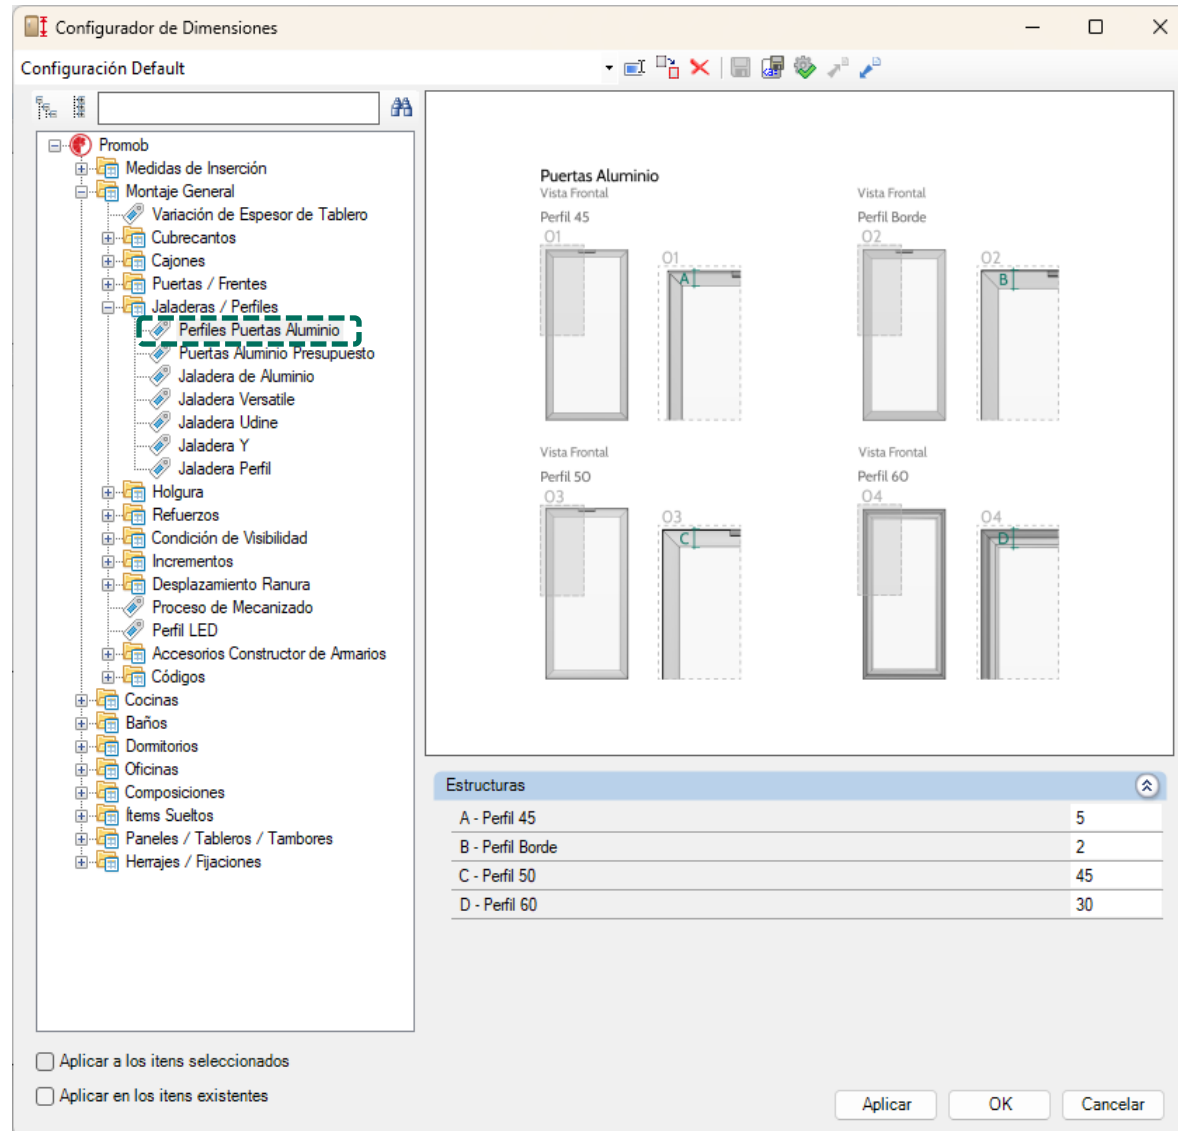 Configurador de Dimensiones
Configuración Default
Promob
Medidas de Inserción
Montaje General
Variación de Espesor de Tablero
Cubrecantos
Cajones
Puertas / Frentes
Jaladeras / Perfiles
Perfiles Puertas Aluminio
Puertas Aluminio Presupuesto
Jaladera de Aluminio
Jaladera Versatile
Jaladera Udine
Jaladera Y
Jaladera Perfil
Holgura
Refuerzos
Condición de Visibilidad
Incrementos
Desplazamiento Ranura
Proceso de Mecanizado
Perfil LED
Accesorios Constructor de Armarios
Códigos
Cocinas
Baños
Dormitorios
Oficinas
Composiciones
Ítems Sueltos
Paneles / Tableros / Tambores
Herrajes / Fijaciones
Puertas Aluminio
Vista Frontal
Perfil 45
01
01
A
Vista Frontal
Perfil Borde
02
02
B
Vista Frontal
Perfil 50
03
03
C
Vista Frontal
Perfil 60
04
04
D
Estructuras
A - Perfil 45 5
B - Perfil Borde 2
C - Perfil 50 45
D - Perfil 60 30
Aplicar a los itens seleccionados
Aplicar en los itens existentes
Aplicar OK Cancelar